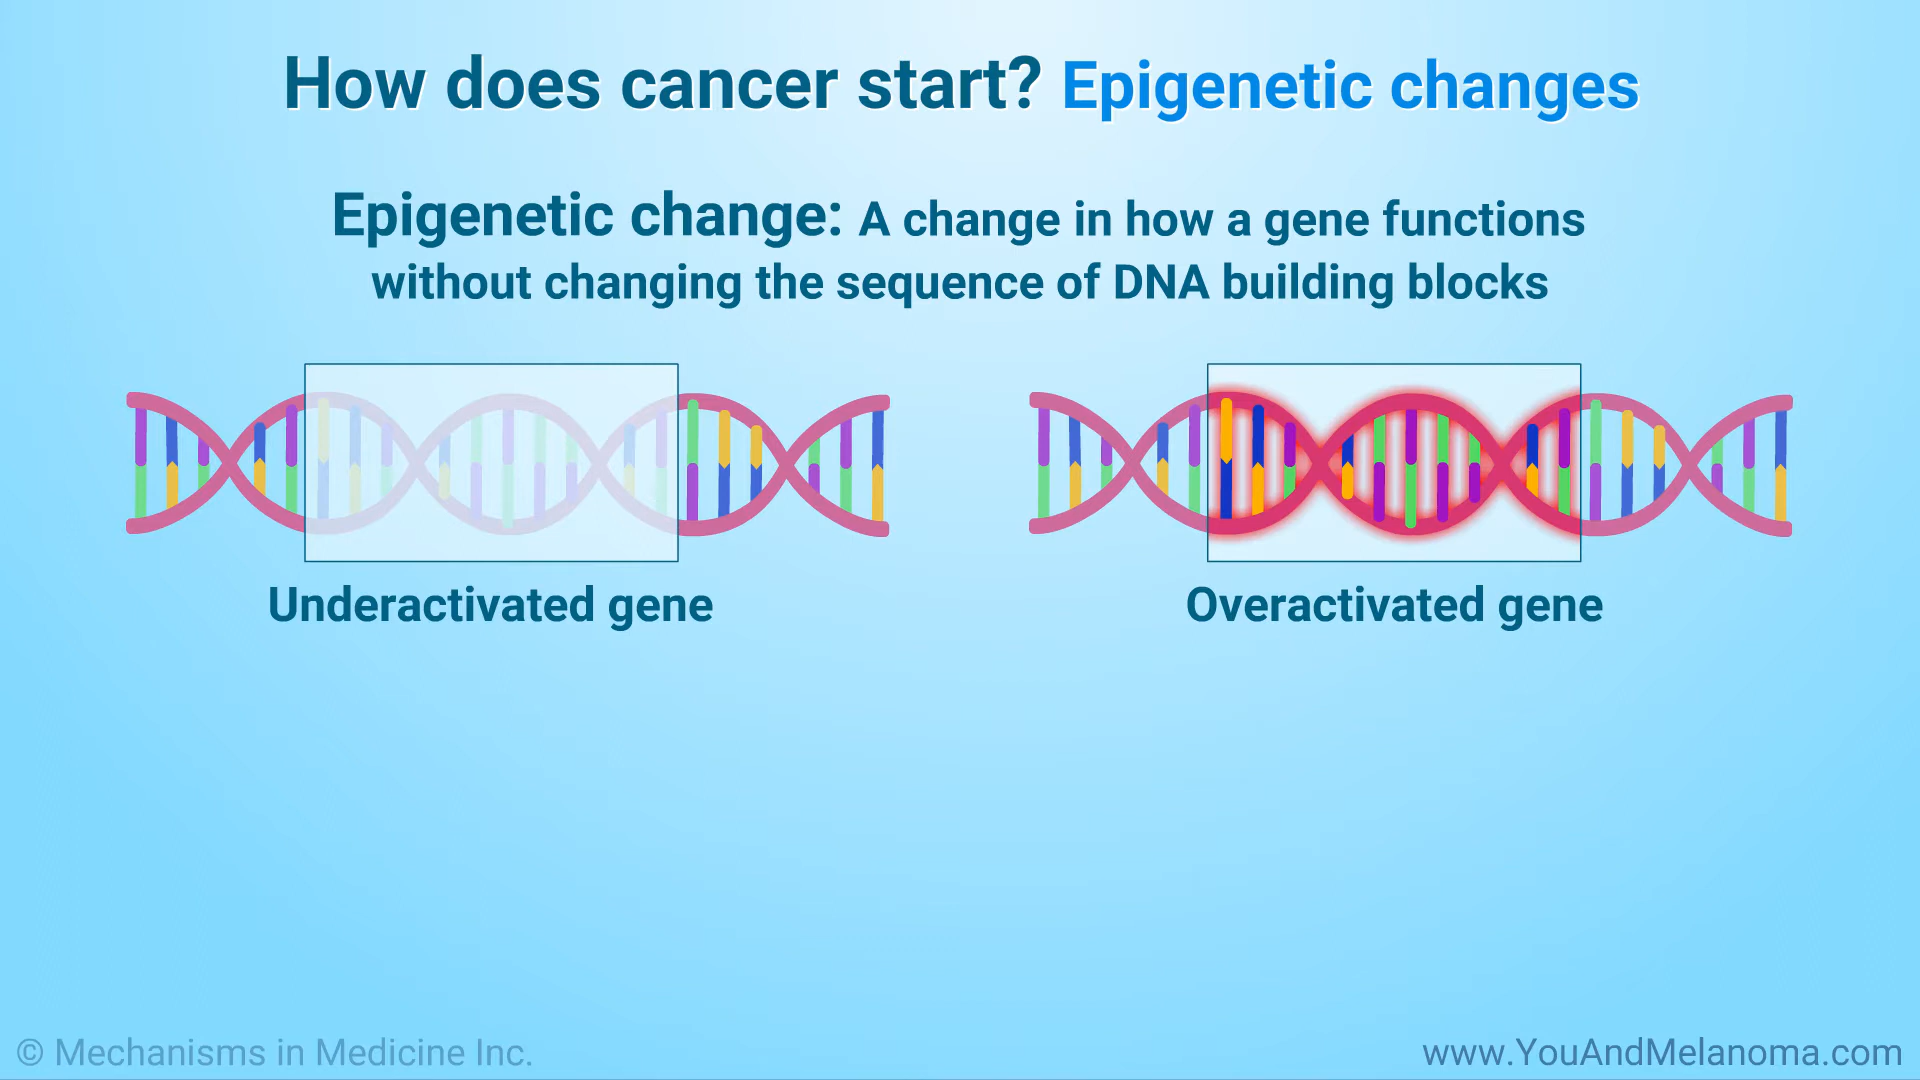 How does cancer start? Epigenetic changes
Epigenetic change: A change in how a gene functions
without changing the sequence of DNA building blocks
Underactivated gene
Overactivated gene
© Mechanisms in Medicine Inc.
www.YouAndMelanoma.com